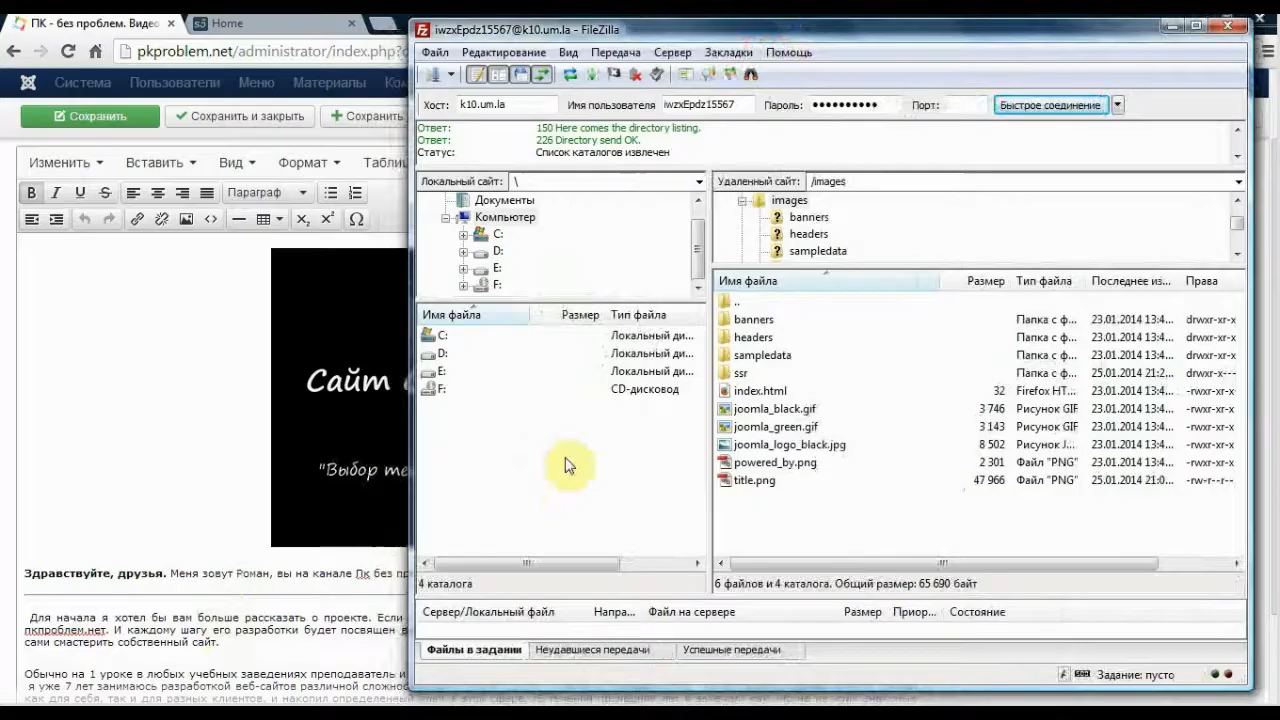 ПК - без проблем. Видео
Home
iwzxEpdz15567@k10.um.la - FileZilla
pkproblem.net/administrator/index.php?
Файл Редактирование Вид Передача Сервер Закладки Помощь
Система Пользователи Меню Материалы
Хост: k10.um.la Имя пользователя iwzxEpdz15567 Пароль: •••••••••• Порт: Быстрое соединение
Сохранить Сохранить и закрыть Сохранить
Ответ: 150 Here comes the directory listing.
Ответ: 226 Directory send OK.
Статус: Список каталогов извлечен
Изменить Вставить Вид Формат
Локальный сайт: \
Удаленный сайт: /images
B I U S Параграф
Документы
Компьютер
C:
D:
E:
F:
images
banners
headers
sampledata
Имя файла Размер Тип файла
C: Локальный ди...
D: Локальный ди...
E: Локальный ди...
F: CD-дисковод
4 каталога
Имя файла Размер Тип файла Последнее из... Права
..
banners Папка с ф... 23.01.2014 13:4... drwxr-xr-x
headers Папка с ф... 23.01.2014 13:4... drwxr-xr-x
sampledata Папка с ф... 23.01.2014 13:4... drwxr-xr-x
ssr Папка с ф... 25.01.2014 21:2... drwxr-x---
index.html 32 Firefox HT... 23.01.2014 13:4... -rwxr-xr-x
joomla_black.gif 3 746 Рисунок GIF 23.01.2014 13:4... -rwxr-xr-x
joomla_green.gif 3 143 Рисунок GIF 23.01.2014 13:4... -rwxr-xr-x
joomla_logo_black.jpg 8 502 Рисунок J... 23.01.2014 13:4... -rwxr-xr-x
powered_by.png 2 301 Файл "PNG" 23.01.2014 13:4... -rwxr-xr-x
title.png 47 966 Файл "PNG" 25.01.2014 21:0... -rw-r--r--
6 файлов и 4 каталога. Общий размер: 65 690 байт
Сервер/Локальный файл Напра... Файл на сервере Размер Приор... Состояние
Файлы в задании Неудавшиеся передачи Успешные передачи
Задание: пусто
Сайт
"Выбор
Здравствуйте, друзья. Меня зовут Роман, вы на канале Пк без
Для начала я хотел бы вам больше рассказать о проекте. Если
пкпроблем.нет. И каждому шагу его разработки будет посвящен
сами смастерить собственный сайт.
Обычно на 1 уроке в любых учебных заведениях преподаватель
я уже 7 лет занимаюсь разработкой веб-сайтов различной